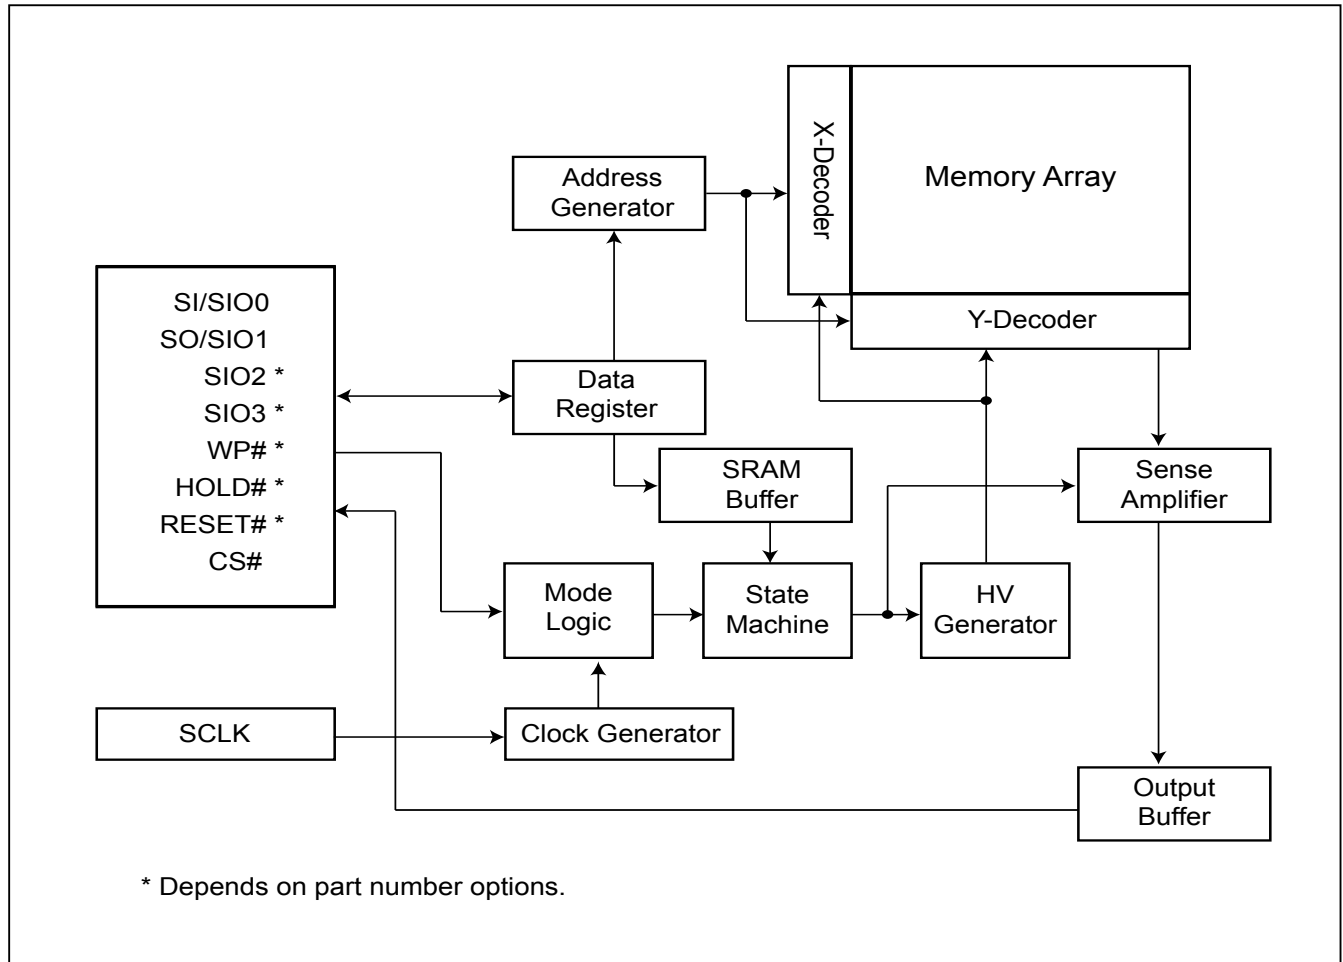 X-Decoder
Memory Array
Address
Generator
SI/SIO0
SO/SIO1
SIO2 *
SIO3 *
WP# *
HOLD# *
RESET# *
CS#
Y-Decoder
Data
Register
SRAM
Buffer
Sense
Amplifier
Mode
Logic
State
Machine
HV
Generator
SCLK
Clock Generator
Output
Buffer
* Depends on part number options.